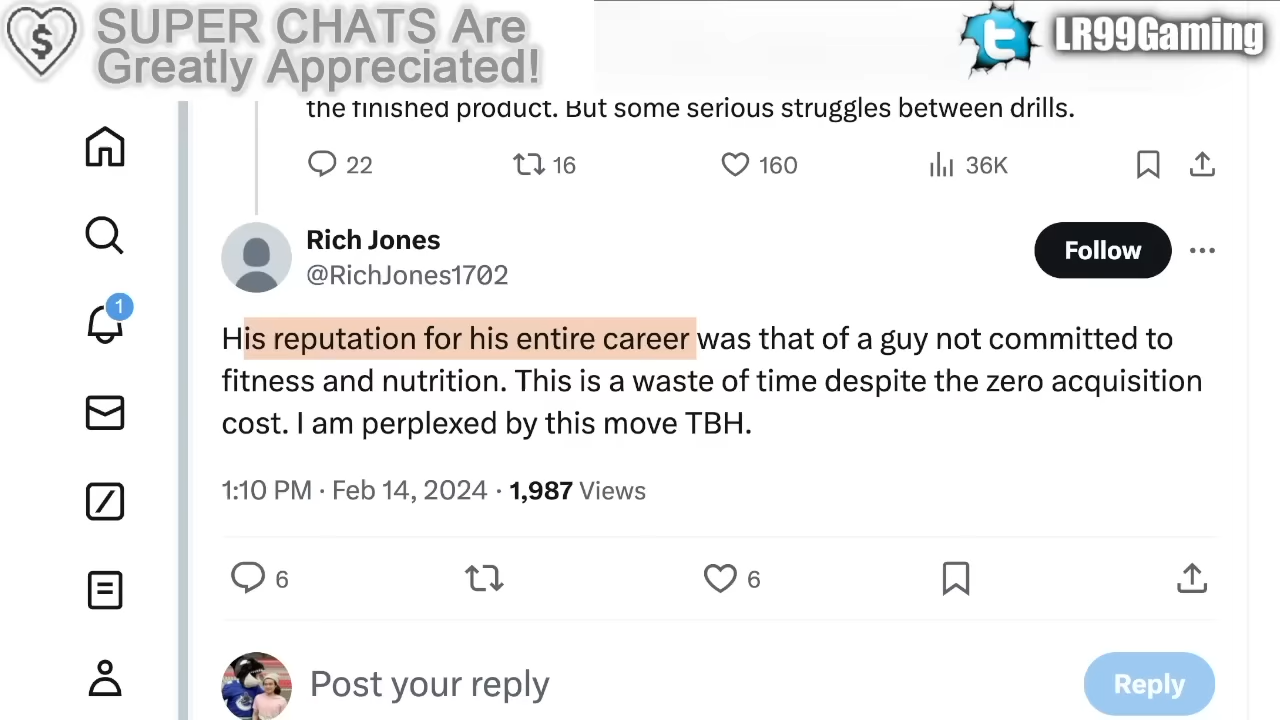 SUPER CHATS Are
Greatly Appreciated!
LR99Gaming
the finished product. But some serious struggles between drills.
22 16 160 36K
Rich Jones
@RichJones1702
Follow
1
His reputation for his entire career was that of a guy not committed to
fitness and nutrition. This is a waste of time despite the zero acquisition
cost. I am perplexed by this move TBH.
1:10 PM · Feb 14, 2024 · 1,987 Views
6 6
Post your reply
Reply